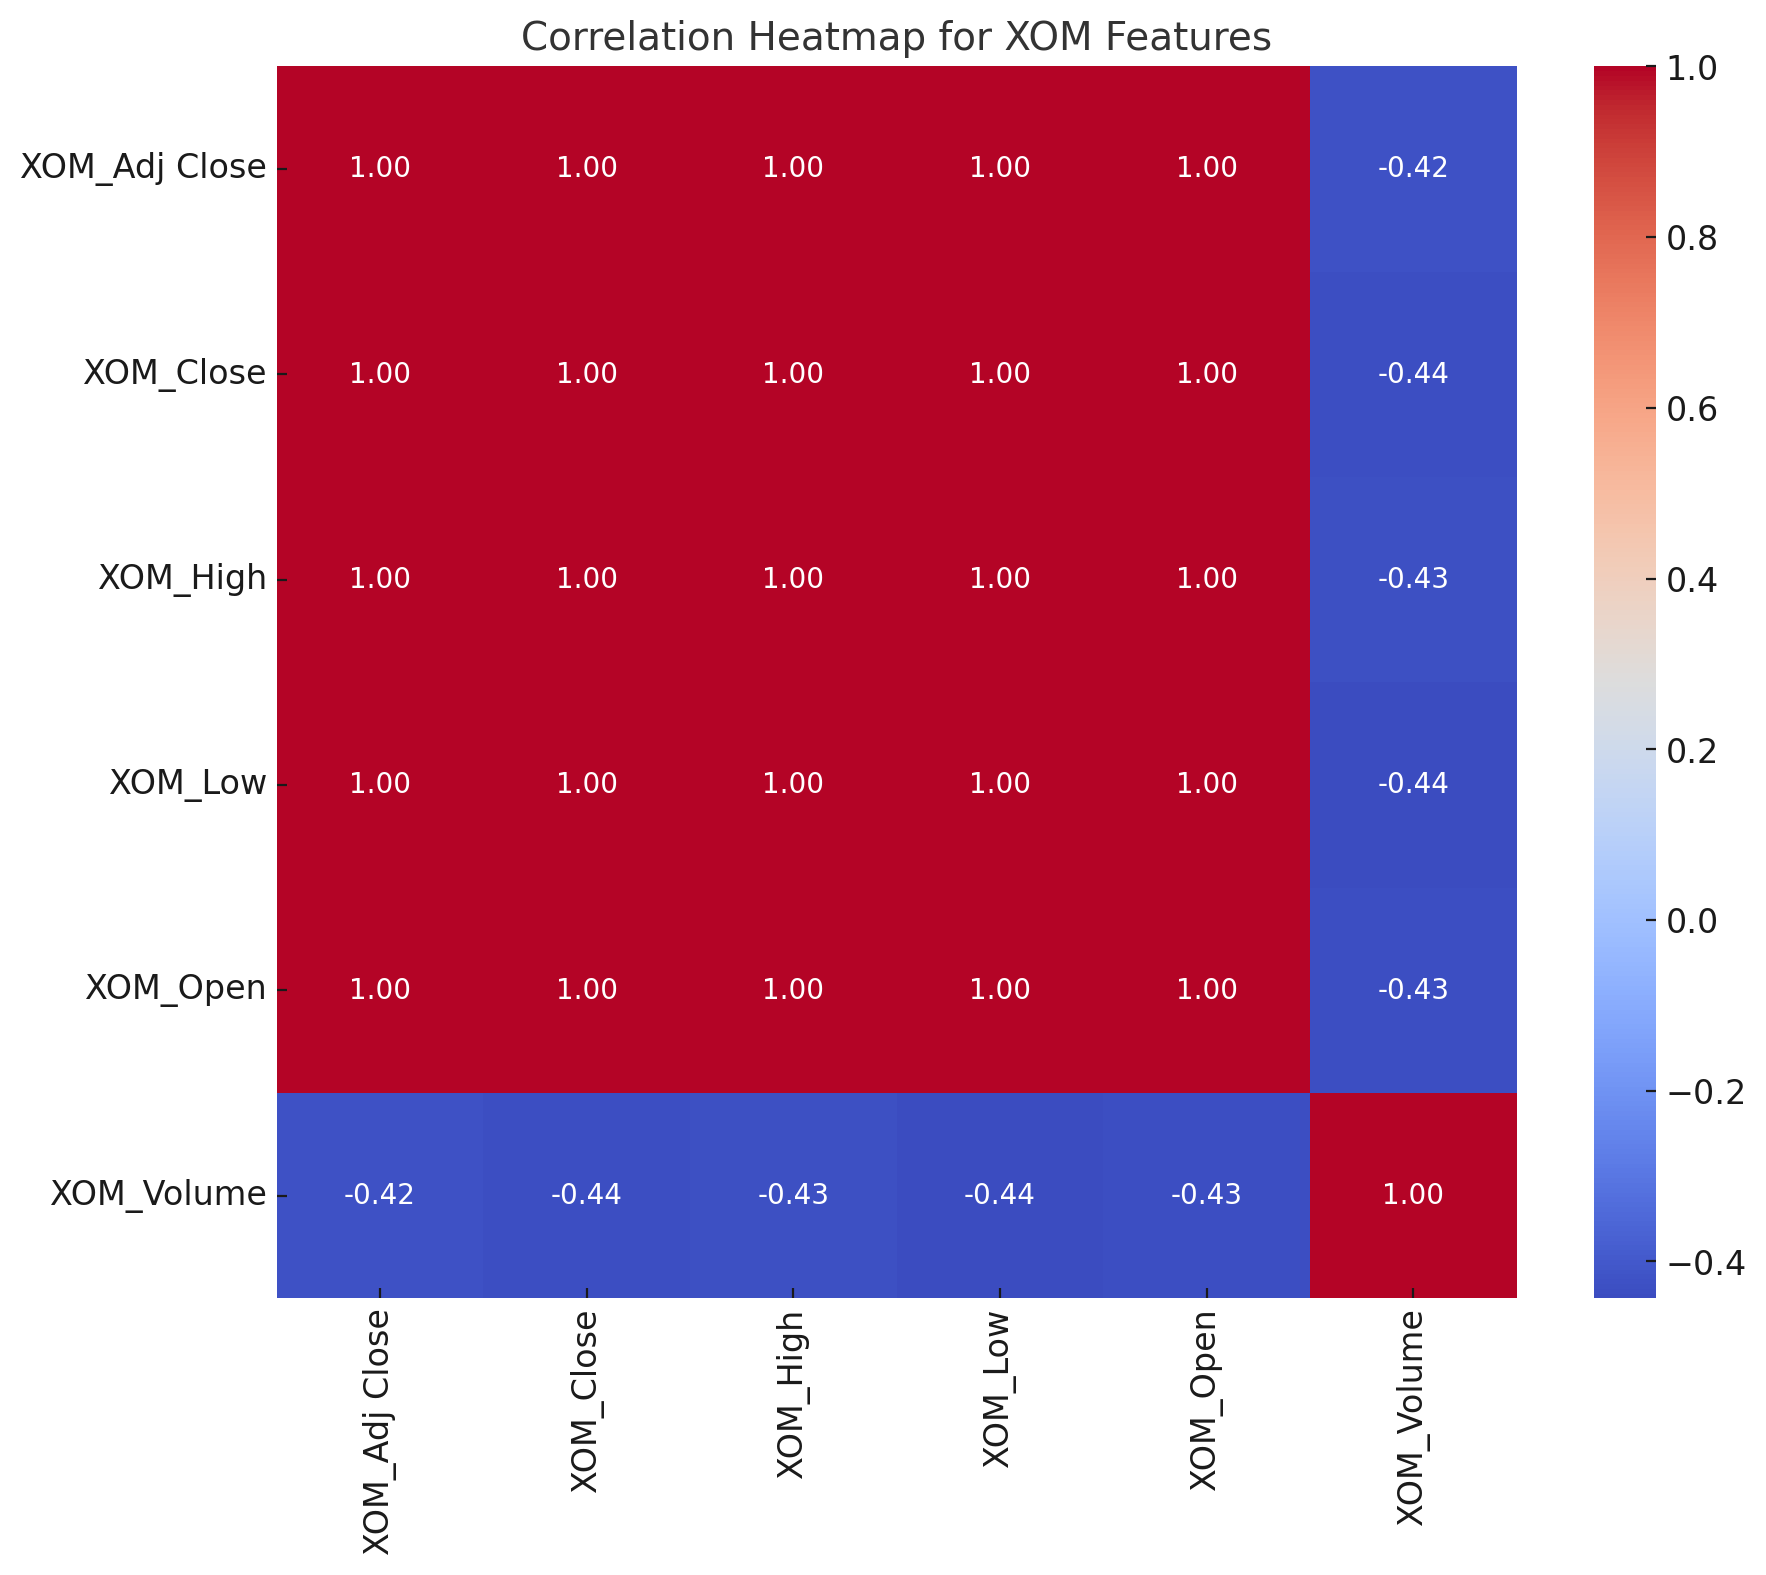 Correlation Heatmap for XOM Features
XOM_Adj Close 1.00 1.00 1.00 1.00 1.00 -0.42
XOM_Close 1.00 1.00 1.00 1.00 1.00 -0.44
XOM_High 1.00 1.00 1.00 1.00 1.00 -0.43
XOM_Low 1.00 1.00 1.00 1.00 1.00 -0.44
XOM_Open 1.00 1.00 1.00 1.00 1.00 -0.43
XOM_Volume -0.42 -0.44 -0.43 -0.44 -0.43 1.00
XOM_Adj Close
XOM_Close
XOM_High
XOM_Low
XOM_Open
XOM_Volume
1.0
0.8
0.6
0.4
0.2
0.0
−0.2
−0.4